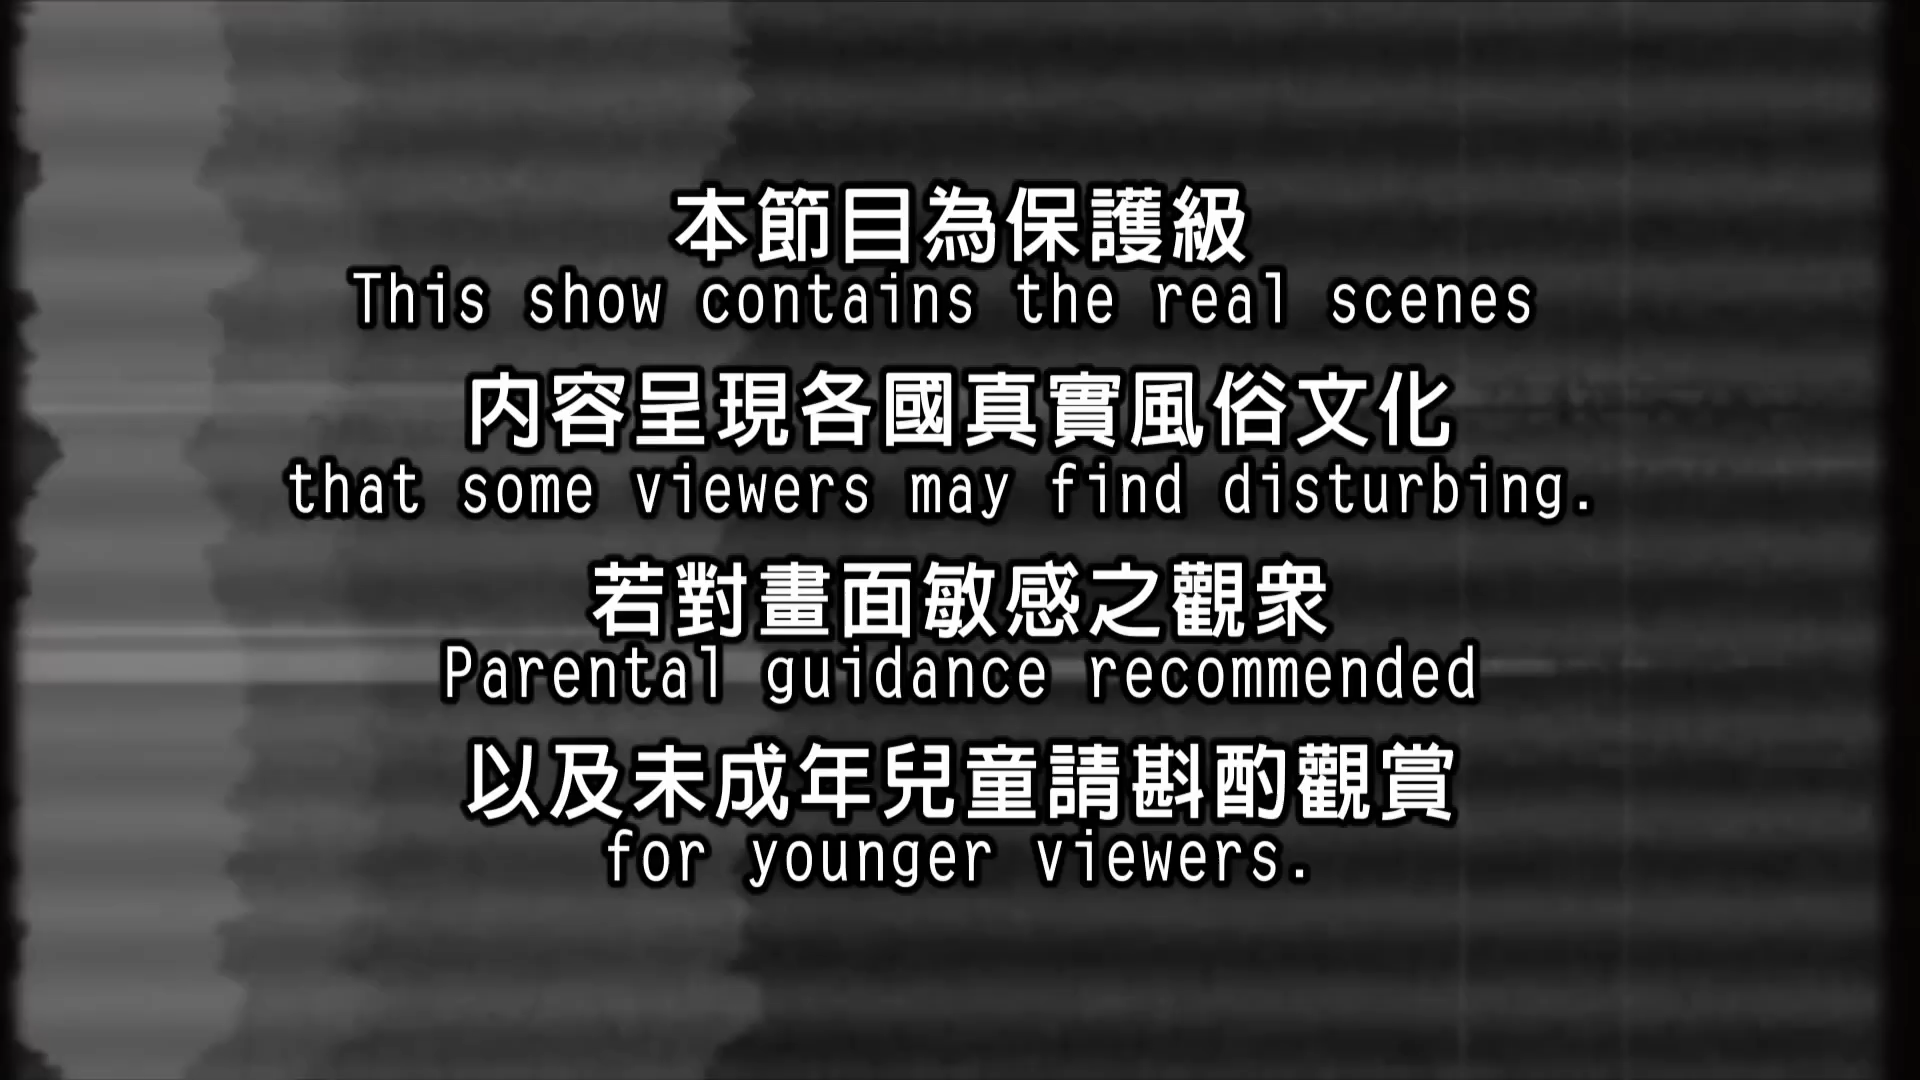 本節目為保護級
This show contains the real scenes
內容呈現各國真實風俗文化
that some viewers may find disturbing.
若對畫面敏感之觀眾
Parental guidance recommended
以及未成年兒童請斟酌觀賞
for younger viewers.